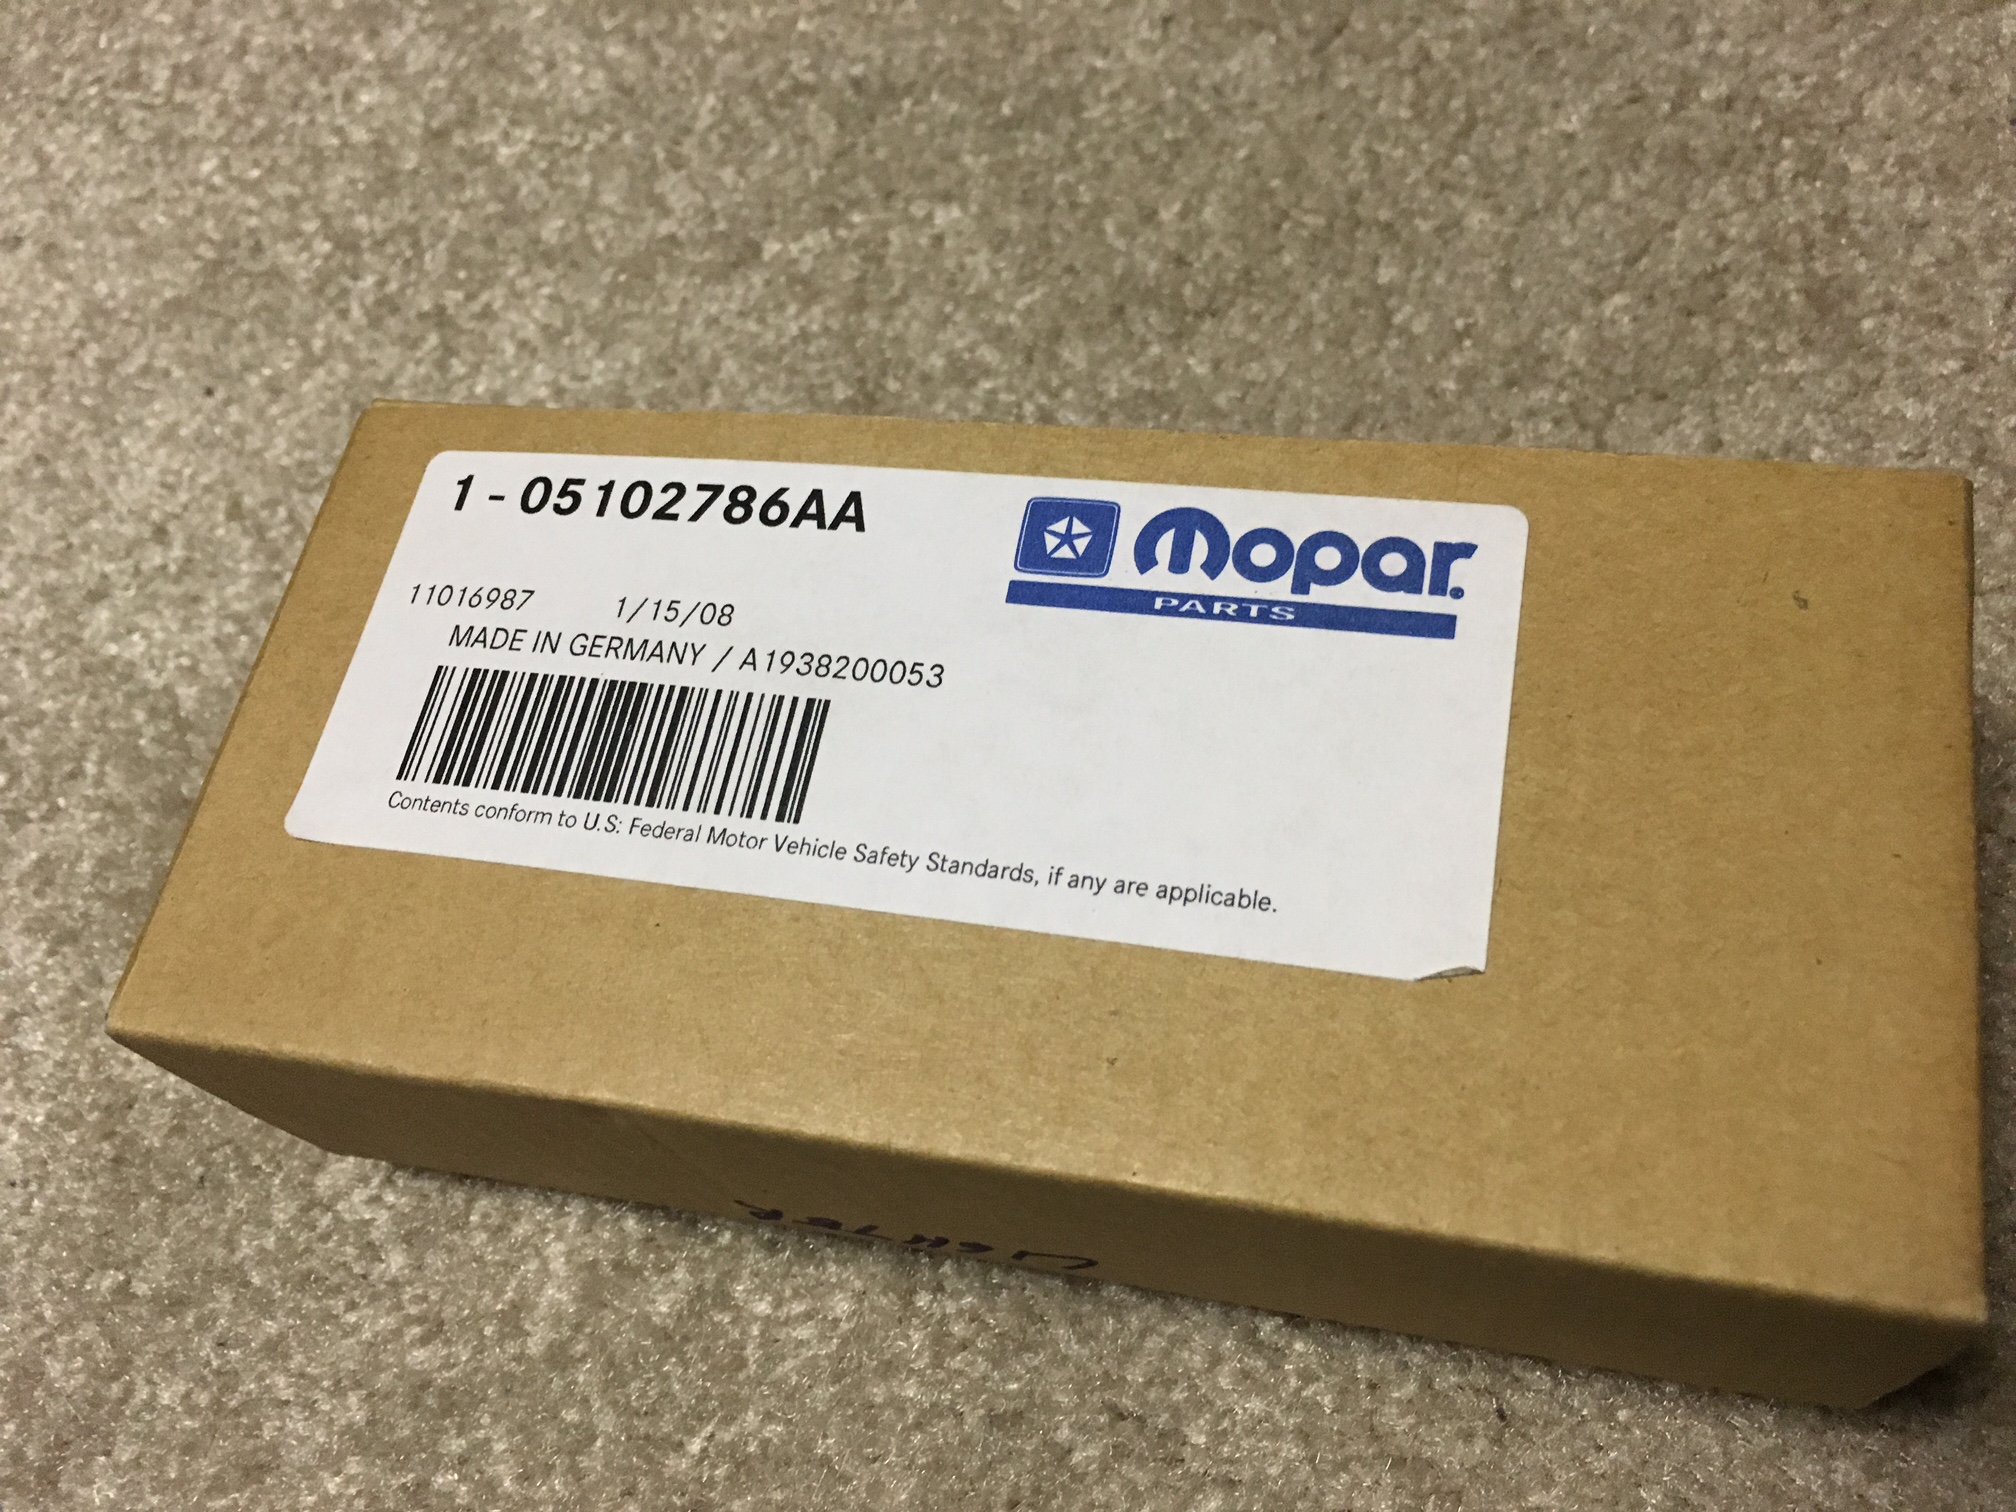 1 - 05102786AA
Mopar.
PARTS
11016987 1/15/08
MADE IN GERMANY / A1938200053
Contents conform to U.S: Federal Motor Vehicle Safety Standards, if any are applicable.